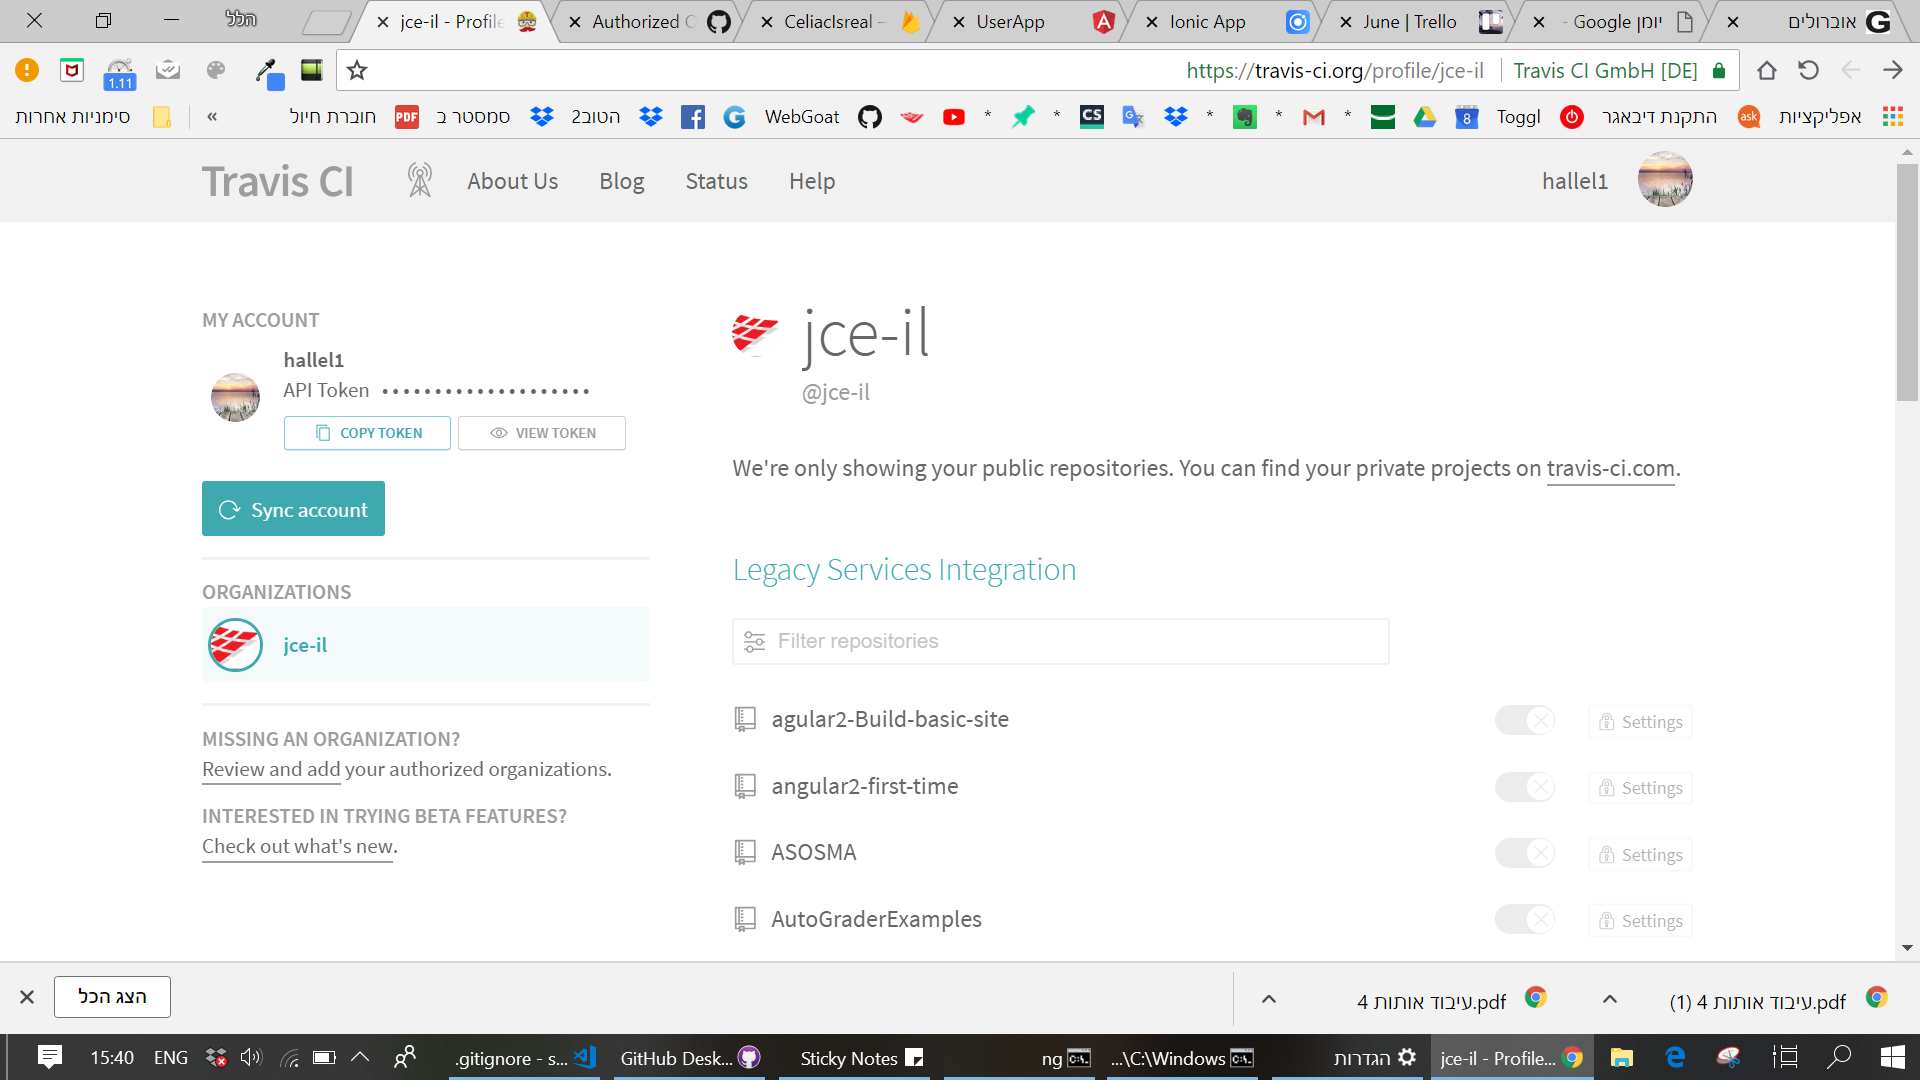 הלל
jce-il - Profile
Authorized O
CeliacIsreal -
UserApp
Ionic App
June | Trello
יומן Google -
אוברולים
1.11
https://travis-ci.org/profile/jce-il
Travis CI GmbH [DE]
סימניות אחרות
«
חוברת חיול
PDF
סמסטר ב
הטוב2
WebGoat
*
*
CS
*
*
*
8
Toggl
התקנת דיבאגר
ask
אפליקציות
Travis CI
About Us
Blog
Status
Help
hallel1
MY ACCOUNT
hallel1
API Token ••••••••••••••••••••
COPY TOKEN
VIEW TOKEN
Sync account
ORGANIZATIONS
jce-il
MISSING AN ORGANIZATION?
Review and add your authorized organizations.
INTERESTED IN TRYING BETA FEATURES?
Check out what's new.
jce-il
@jce-il
We're only showing your public repositories. You can find your private projects on travis-ci.com.
Legacy Services Integration
Filter repositories
agular2-Build-basic-site
Settings
angular2-first-time
Settings
ASOSMA
Settings
AutoGraderExamples
Settings
הצג הכל
עיבוד אותות 4.pdf
עיבוד אותות 4 (1).pdf
15:40
ENG
.gitignore - s...
GitHub Desk...
Sticky Notes
ng
...\C:\Windows
הגדרות
jce-il - Profile...